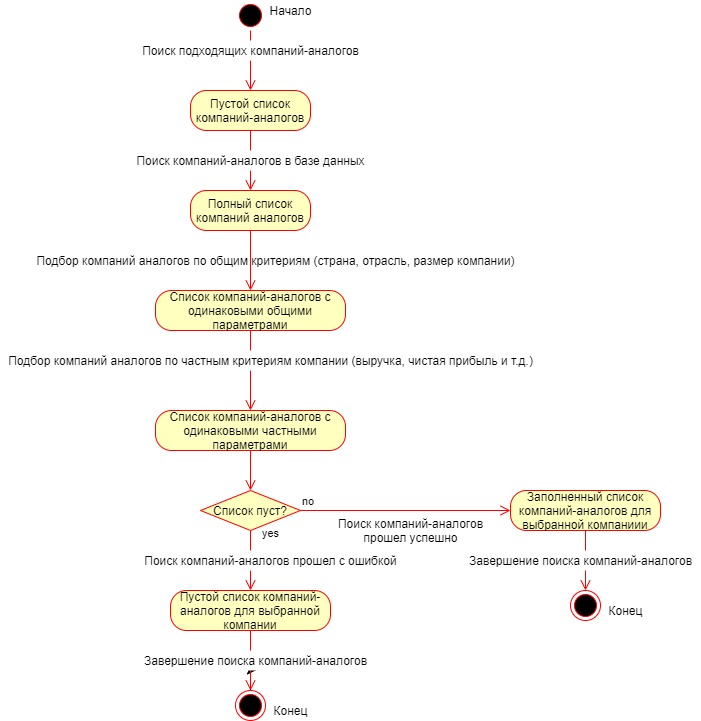 Начало
Поиск подходящих компаний-аналогов
Пустой список
компаний-аналогов
Поиск компаний-аналогов в базе данных
Полный список
компаний аналогов
Подбор компаний аналогов по общим критериям (страна, отрасль, размер компании)
Список компаний-аналогов с
одинаковыми общими
параметрами
Подбор компаний аналогов по частным критериям компании (выручка, чистая прибыль и т.д.)
Список компаний-аналогов с
одинаковыми частными
параметрами
Список пуст?
no
yes
Поиск компаний-аналогов
прошел успешно
Заполненный список
компаний-аналогов для
выбранной компаниии
Поиск компаний-аналогов прошел с ошибкой
Завершение поиска компаний-аналогов
Пустой список компаний-
аналогов для выбранной
компании
Конец
Завершение поиска компаний-аналогов
Конец